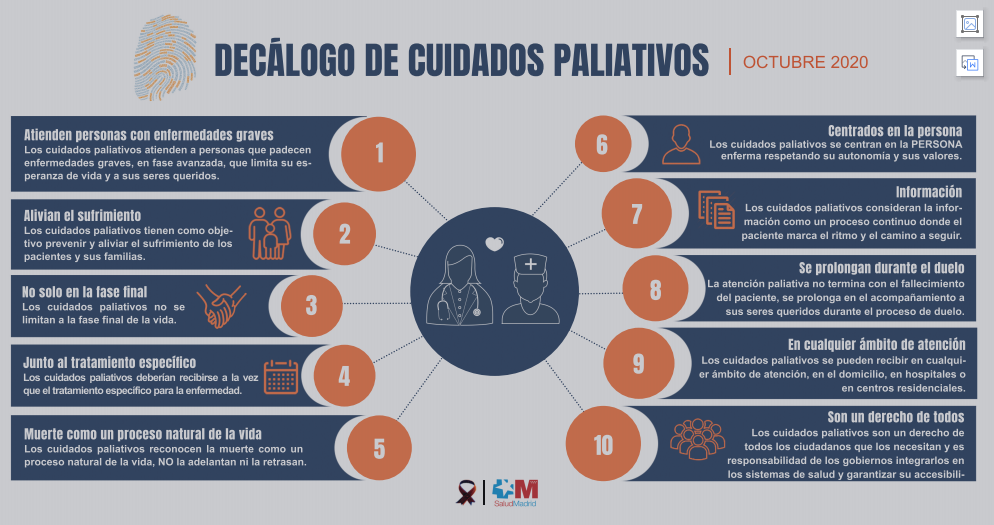 DECÁLOGO DE CUIDADOS PALIATIVOS
OCTUBRE 2020
Atienden personas con enfermedades graves
Los cuidados paliativos atienden a personas que padecen
enfermedades graves, en fase avanzada, que limita su es-
peranza de vida y a sus seres queridos.
1
Alivian el sufrimiento
Los cuidados paliativos tienen como obje-
tivo prevenir y aliviar el sufrimiento de los
pacientes y sus familias.
2
No solo en la fase final
Los cuidados paliativos no se
limitan a la fase final de la vida.
3
Junto al tratamiento específico
Los cuidados paliativos deberían recibirse a la vez
que el tratamiento específico para la enfermedad.
4
Muerte como un proceso natural de la vida
Los cuidados paliativos reconocen la muerte como un
proceso natural de la vida, NO la adelantan ni la retrasan.
5
6
Centrados en la persona
Los cuidados paliativos se centran en la PERSONA
enferma respetando su autonomía y sus valores.
7
Información
Los cuidados paliativos consideran la infor-
mación como un proceso continuo donde el
paciente marca el ritmo y el camino a seguir.
8
Se prolongan durante el duelo
La atención paliativa no termina con el fallecimiento
del paciente, se prolonga en el acompañamiento a
sus seres queridos durante el proceso de duelo.
9
En cualquier ámbito de atención
Los cuidados paliativos se pueden recibir en cualqui-
er ámbito de atención, en el domicilio, en hospitales o
en centros residenciales.
10
Son un derecho de todos
Los cuidados paliativos son un derecho de
todos los ciudadanos que los necesitan y es
responsabilidad de los gobiernos integrarlos en
los sistemas de salud y garantizar su accesibili-
M
SaludMadrid